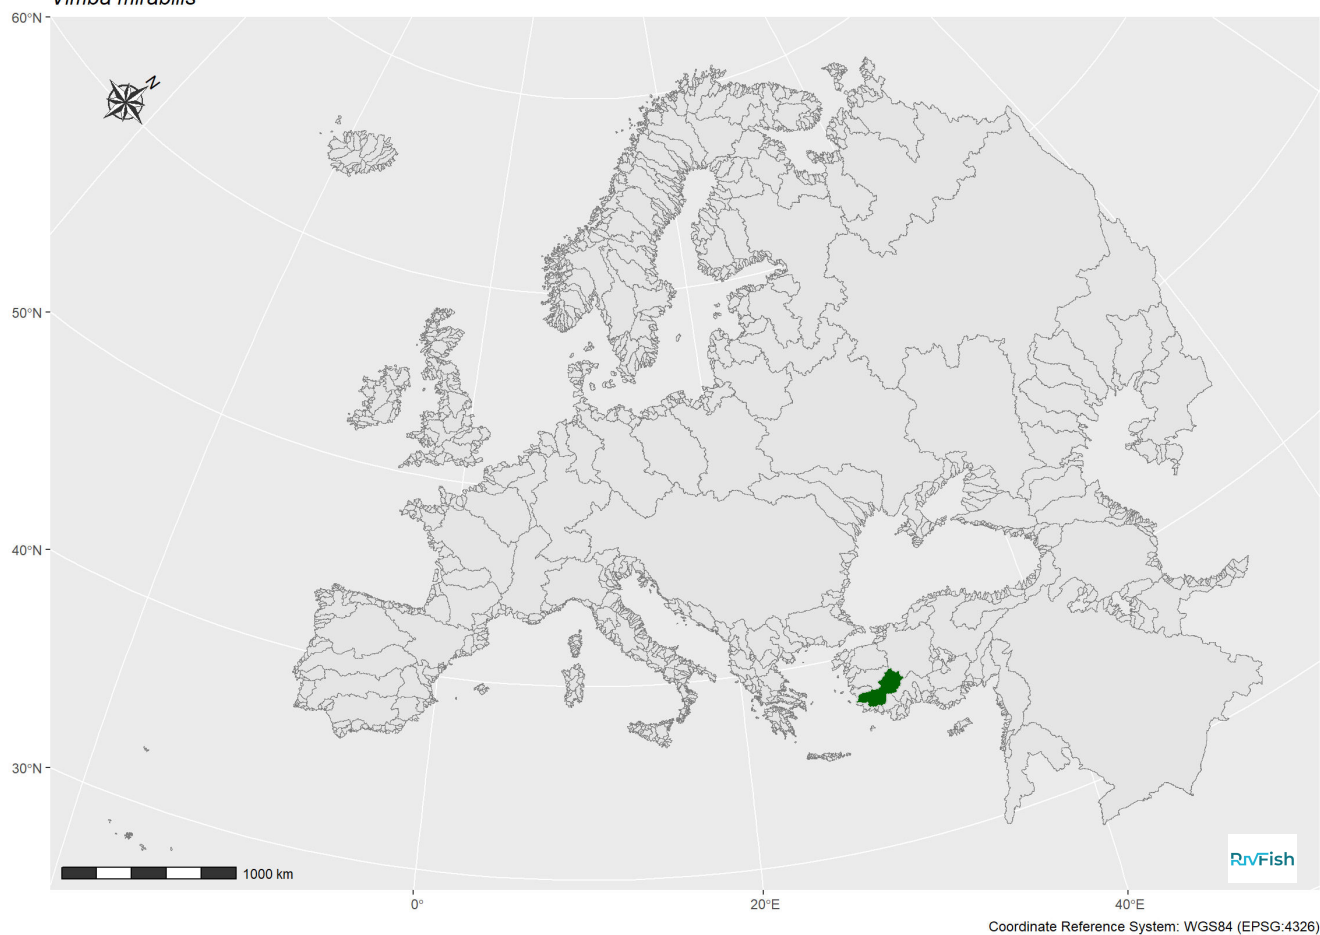 Vimba mirabilis
60°N
N
50°N
40°N
30°N
1000 km
RivFish
0°
20°E
40°E
Coordinate Reference System: WGS84 (EPSG:4326)